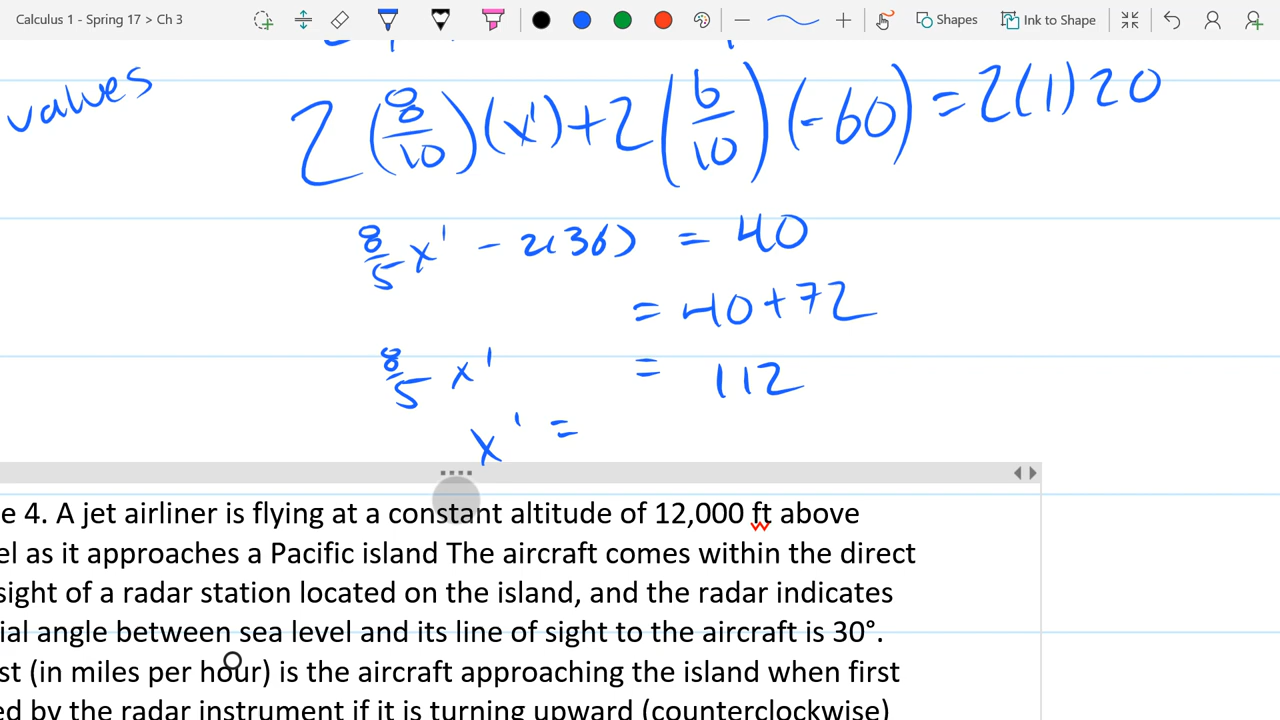 Calculus 1 - Spring 17 > Ch 3
Shapes
Ink to Shape
values
2(8/10)(x')+2(6/10)(-60)=2(1)20
8/5 x' - 2(36) = 40
= 40+72
8/5 x' = 112
x' =
e 4. A jet airliner is flying at a constant altitude of 12,000 ft above
el as it approaches a Pacific island The aircraft comes within the direct
sight of a radar station located on the island, and the radar indicates
ial angle between sea level and its line of sight to the aircraft is 30°.
st (in miles per hour) is the aircraft approaching the island when first
ed by the radar instrument if it is turning upward (counterclockwise)